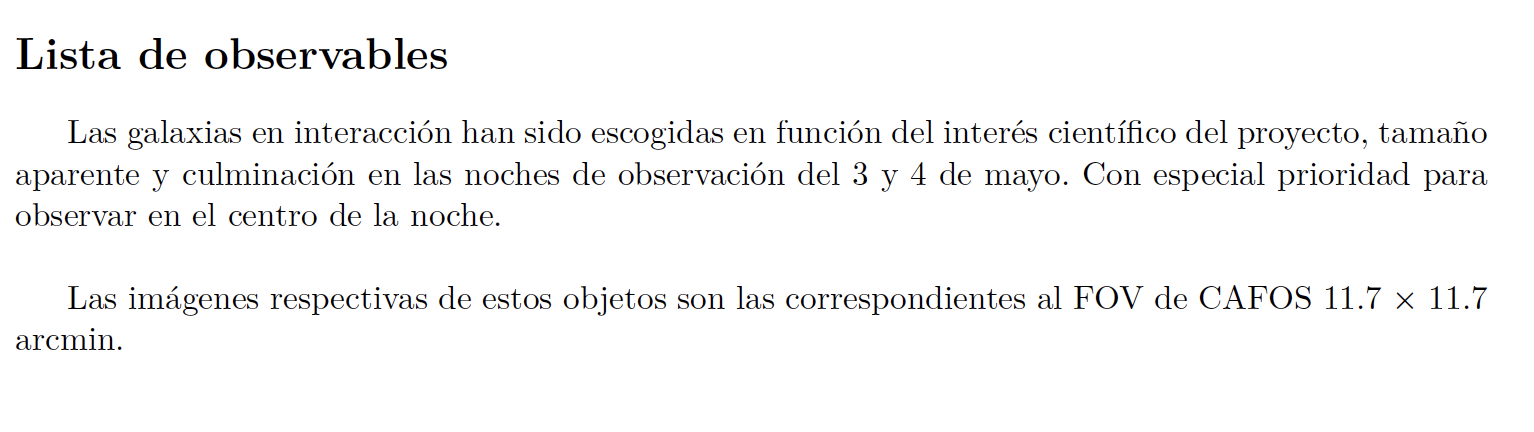 Lista de observables
Las galaxias en interacción han sido escogidas en función del interés científico del proyecto, tamaño
aparente y culminación en las noches de observación del 3 y 4 de mayo. Con especial prioridad para
observar en el centro de la noche.
Las imágenes respectivas de estos objetos son las correspondientes al FOV de CAFOS 11.7 × 11.7
arcmin.